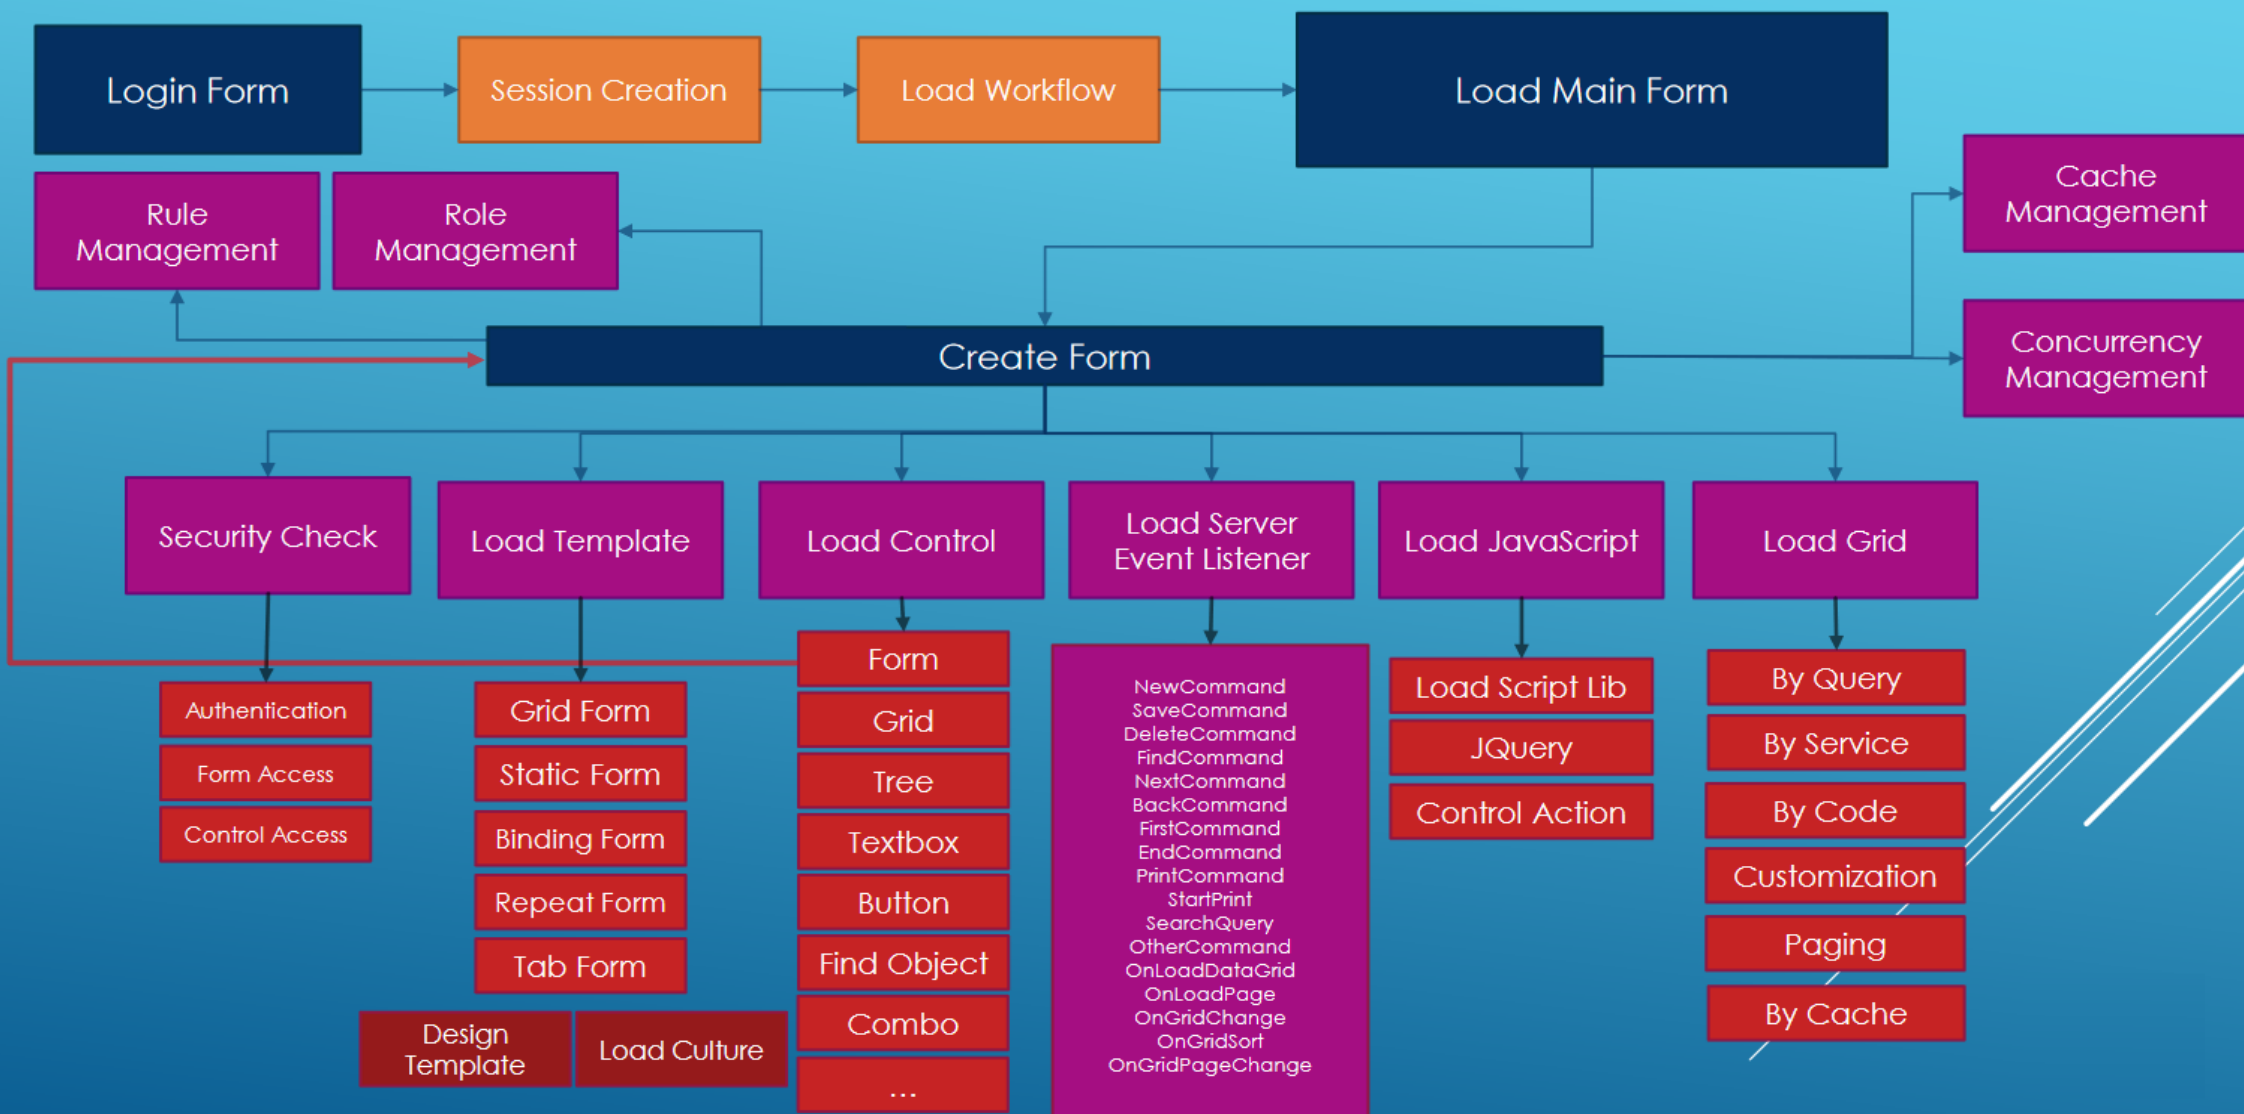 Login Form
Session Creation
Load Workflow
Load Main Form
Rule
Management
Role
Management
Cache
Management
Create Form
Concurrency
Management
Security Check
Load Template
Load Control
Load Server
Event Listener
Load JavaScript
Load Grid
Authentication
Form Access
Control Access
Grid Form
Static Form
Binding Form
Repeat Form
Tab Form
Design
Template
Load Culture
Form
Grid
Tree
Textbox
Button
Find Object
Combo
...
NewCommand
SaveCommand
DeleteCommand
FindCommand
NextCommand
BackCommand
FirstCommand
EndCommand
PrintCommand
StartPrint
SearchQuery
OtherCommand
OnLoadDataGrid
OnLoadPage
OnGridChange
OnGridSort
OnGridPageChange
Load Script Lib
JQuery
Control Action
By Query
By Service
By Code
Customization
Paging
By Cache